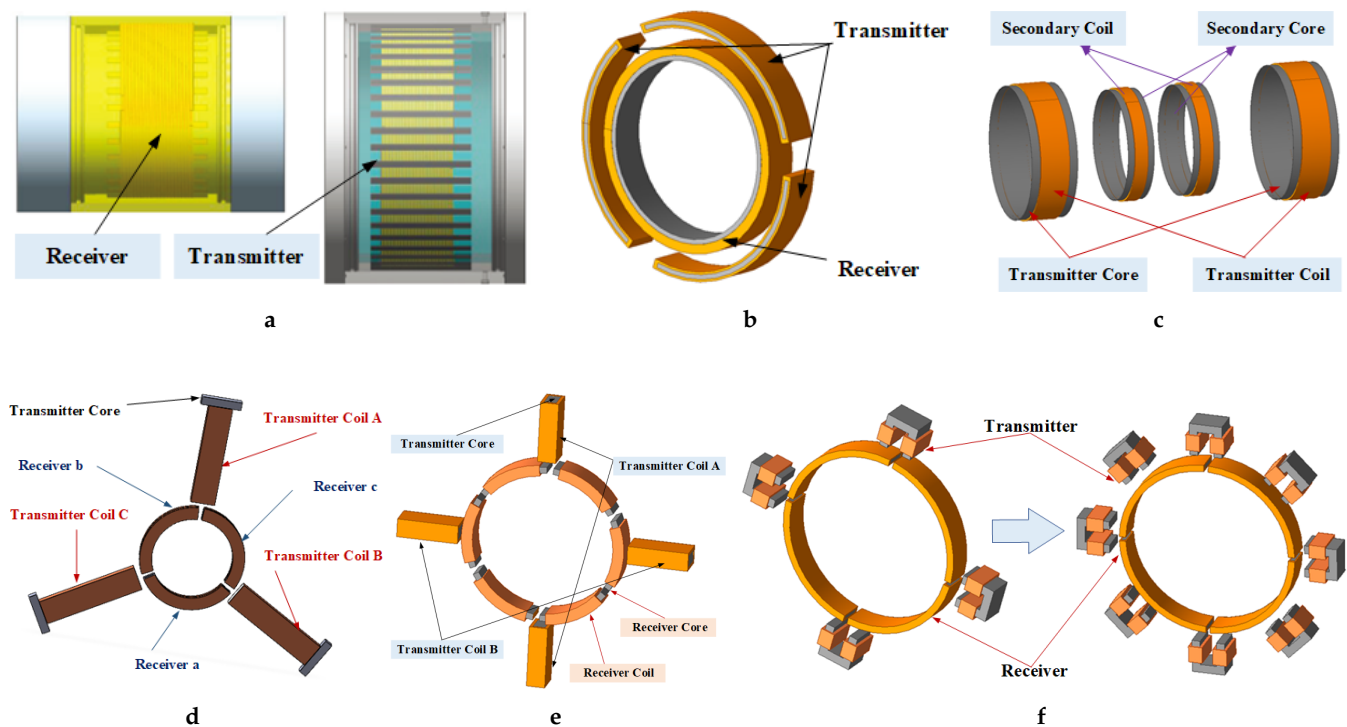 Receiver
Transmitter
a
Transmitter
Receiver
b
Secondary Coil
Secondary Core
Transmitter Core
Transmitter Coil
c
Transmitter Core
Transmitter Coil A
Receiver b
Receiver c
Transmitter Coil C
Transmitter Coil B
Receiver a
d
Transmitter Core
Transmitter Coil A
Receiver Core
Transmitter Coil B
Receiver Coil
e
Transmitter
Receiver
f